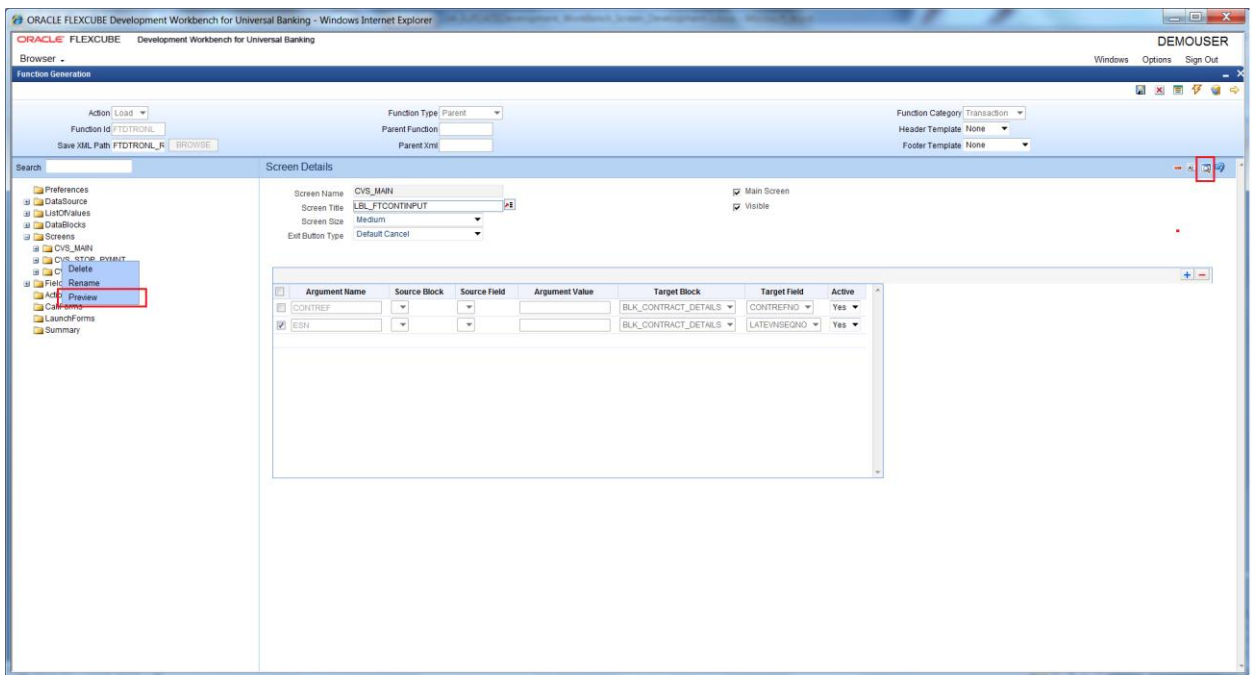 ORACLE FLEXCUBE Development Workbench for Universal Banking - Windows Internet Explorer
ORACLE FLEXCUBE Development Workbench for Universal Banking
DEMOUSER
Browser
Windows Options Sign Out
Function Generation
Action Load Function Type Parent Function Category Transaction
Function Id FTDTRONL Parent Function Header Template None
Save XML Path FTDTRONL_R BROWSE Parent Xml Footer Template None
Search Screen Details
Preferences
DataSource
ListOfValues
DataBlocks
Screens
CVS_MAIN
CVS_STOP_PYMNT
Delete
Rename
Preview
LaunchForms
Summary
Screen Name CVS_MAIN Main Screen
Screen Title LBL_FTCONTINPUT Visible
Screen Size Medium
Exit Button Type Default Cancel
Argument Name Source Block Source Field Argument Value Target Block Target Field Active
CONTREF BLK_CONTRACT_DETAILS CONTREFNO Yes
ESN BLK_CONTRACT_DETAILS LATEVNSEQNO Yes